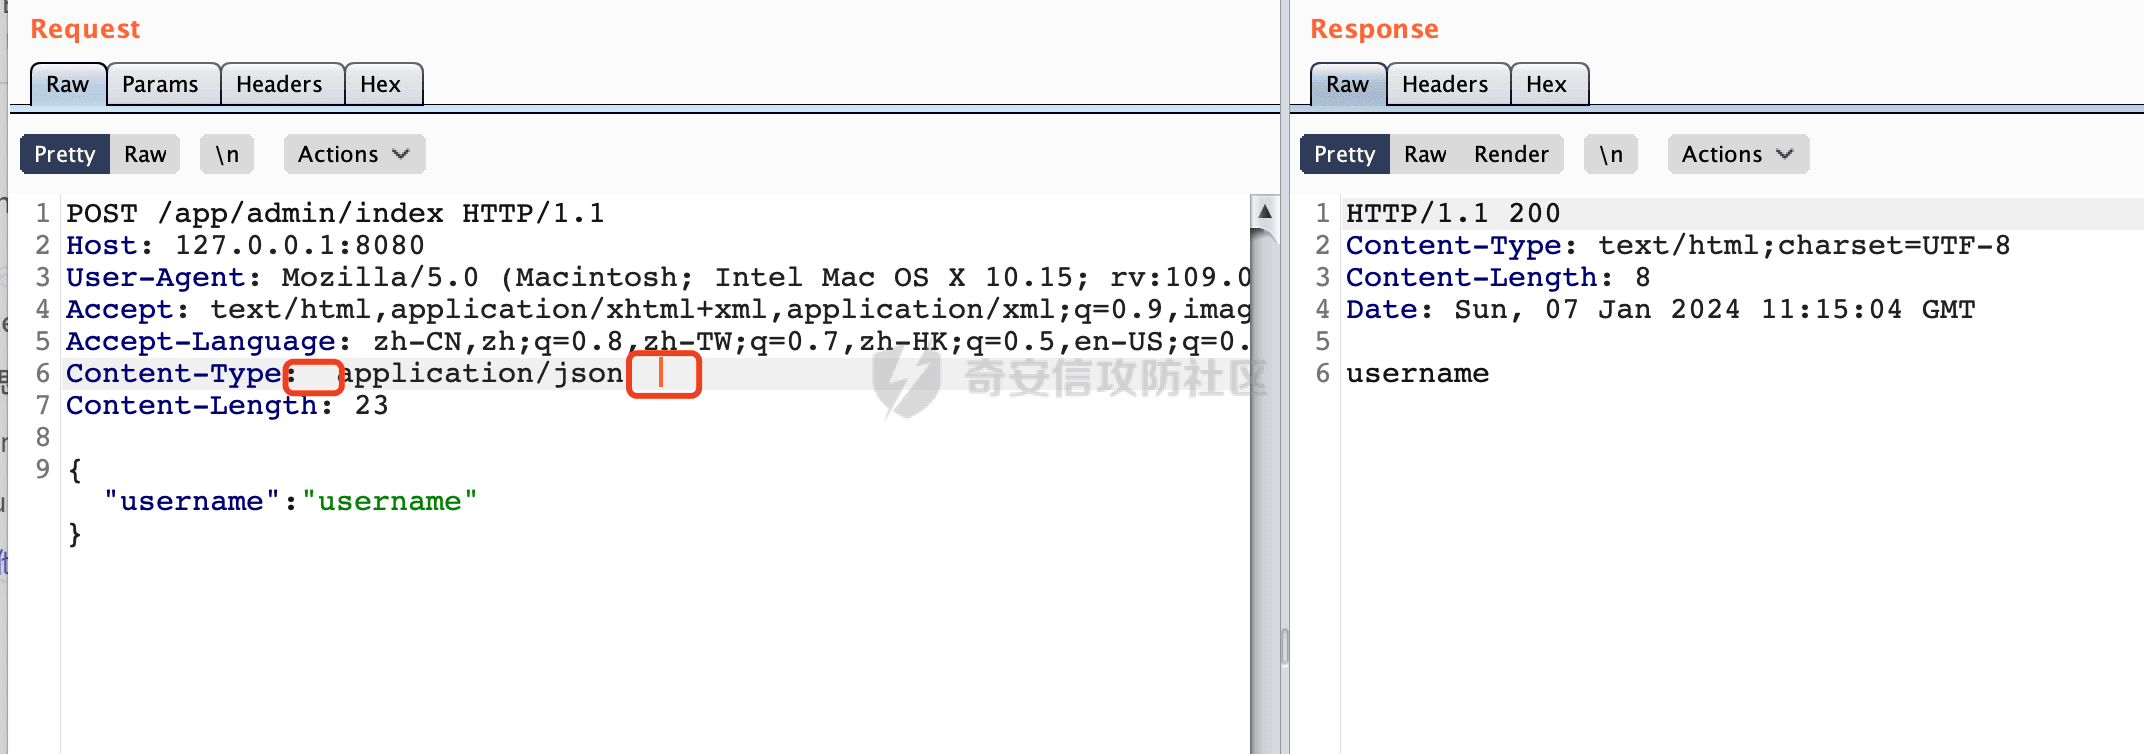 Request
Raw Params Headers Hex
Pretty Raw \n Actions
1 POST /app/admin/index HTTP/1.1
2 Host: 127.0.0.1:8080
3 User-Agent: Mozilla/5.0 (Macintosh; Intel Mac OS X 10.15; rv:109.0
4 Accept: text/html,application/xhtml+xml,application/xml;q=0.9,imag
5 Accept-Language: zh-CN,zh;q=0.8,zh-TW;q=0.7,zh-HK;q=0.5,en-US;q=0.
6 Content-Type:  application/json
7 Content-Length: 23
8
9 {
"username":"username"
}
奇安信攻防社区
Response
Raw Headers Hex
Pretty Raw Render \n Actions
1 HTTP/1.1 200
2 Content-Type: text/html;charset=UTF-8
3 Content-Length: 8
4 Date: Sun, 07 Jan 2024 11:15:04 GMT
5
6 username